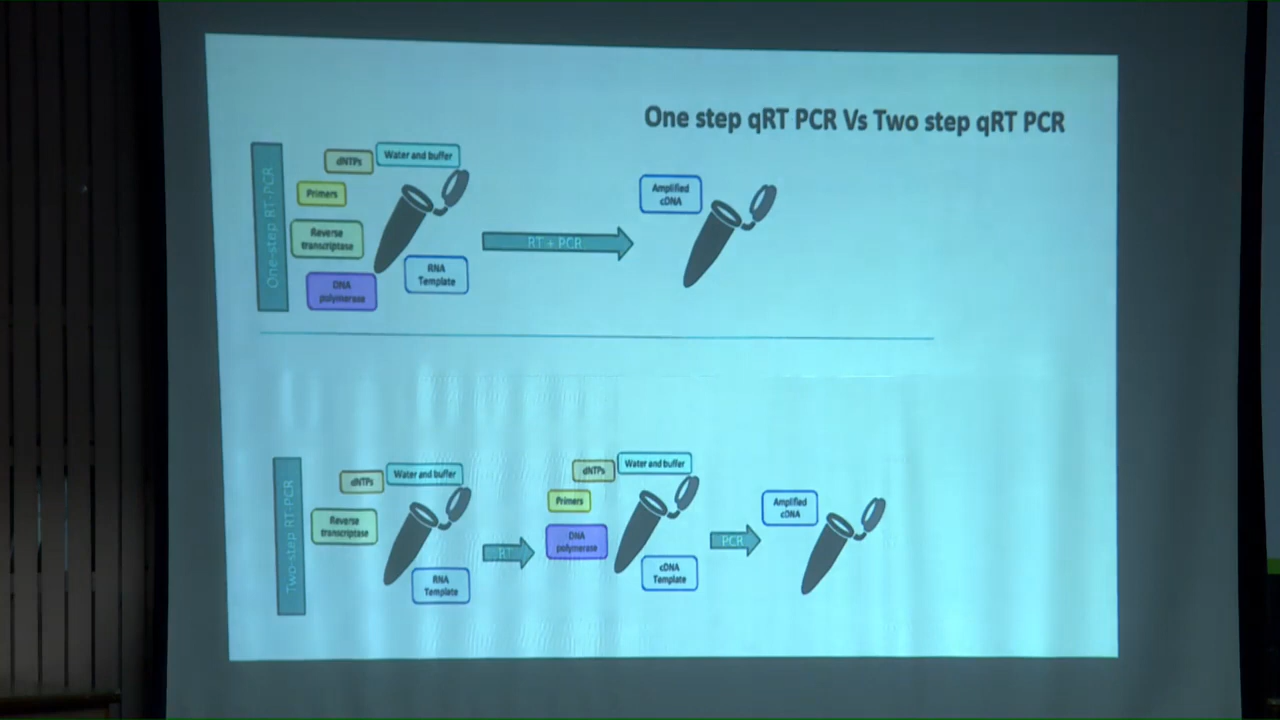 One step qRT PCR Vs Two step qRT PCR
One-step RT-PCR
dNTPs
Water and buffer
Primers
Reverse
transcriptase
DNA
polymerase
RNA
Template
RT + PCR
Amplified
cDNA
Two-step RT-PCR
dNTPs
Water and buffer
Reverse
transcriptase
RNA
Template
RT
dNTPs
Water and buffer
Primers
DNA
polymerase
cDNA
Template
PCR
Amplified
cDNA